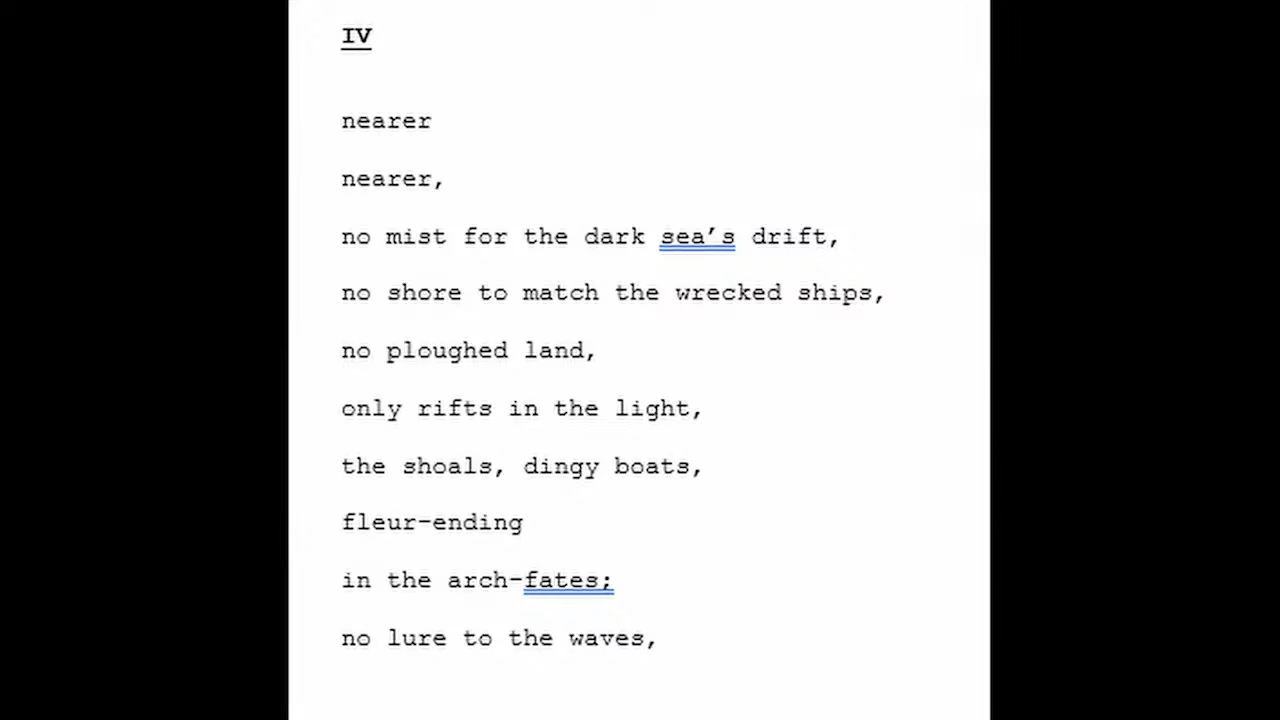 IV
nearer
nearer,
no mist for the dark sea’s drift,
no shore to match the wrecked ships,
no ploughed land,
only rifts in the light,
the shoals, dingy boats,
fleur-ending
in the arch-fates;
no lure to the waves,